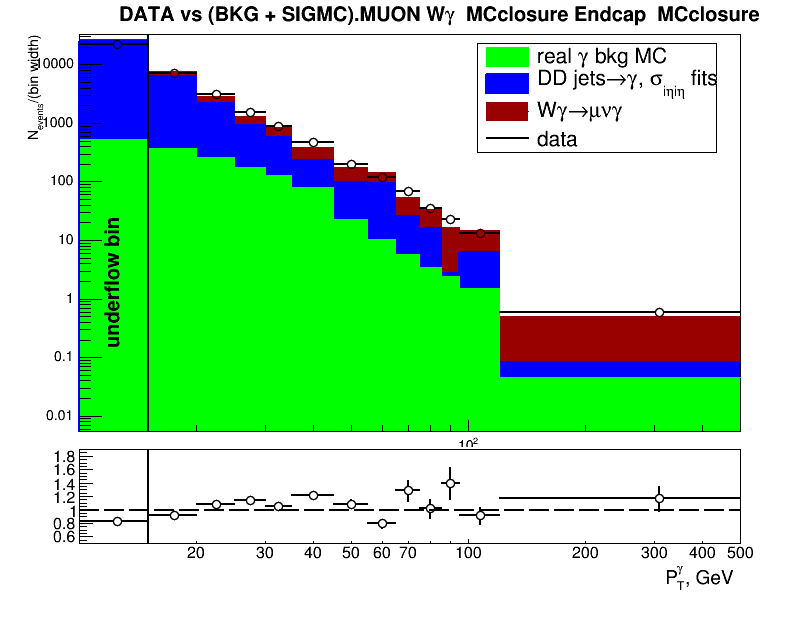 DATA vs (BKG + SIGMC).MUON Wγ MCclosure Endcap MCclosure
N_events/(bin width)
10000
1000
100
10
1
0.1
0.01
underflow bin
real γ bkg MC
DD jets→γ, σ_iηiη fits
Wγ→μνγ
data
10²
1.8
1.6
1.4
1.2
1
0.8
0.6
20 30 40 50 60 70 100 200 300 400 500
P_T^γ, GeV